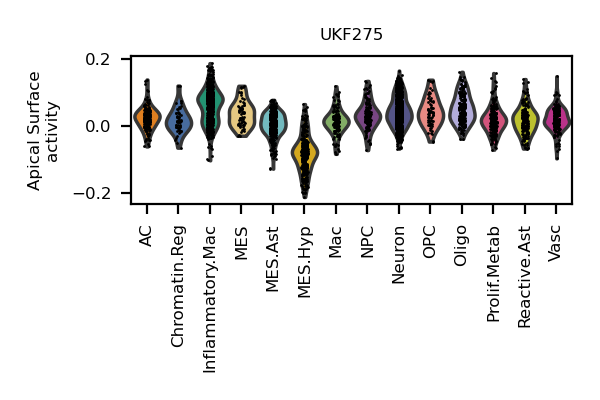 UKF275
Apical Surface
activity
0.2
0.0
−0.2
AC
Chromatin.Reg
Inflammatory.Mac
MES
MES.Ast
MES.Hyp
Mac
NPC
Neuron
OPC
Oligo
Prolif.Metab
Reactive.Ast
Vasc